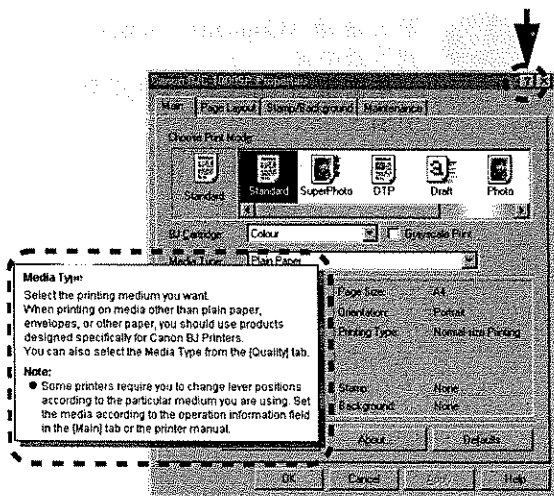 Canon BJC-1000SP Properties
Main Page Layout Stamp/Background Maintenance
Choose Print Mode
Standard Standard SuperPhoto DTP Draft Photo
BJ Cartridge: Colour Greyscale Print
Media Type: Plain Paper
Media Type
Select the printing medium you want.
When printing on media other than plain paper,
envelopes, or other paper, you should use products
designed specifically for Canon BJ Printers.
You can also select the Media Type from the [Quality] tab.
Note:
● Some printers require you to change lever positions
according to the particular medium you are using. Set
the media according to the operation information field
in the [Main] tab or the printer manual.
Page Size: A4
Orientation: Portrait
Printing Type: Normal-size Printing
Stamp: None
Background: None
About Defaults
OK Cancel Apply Help